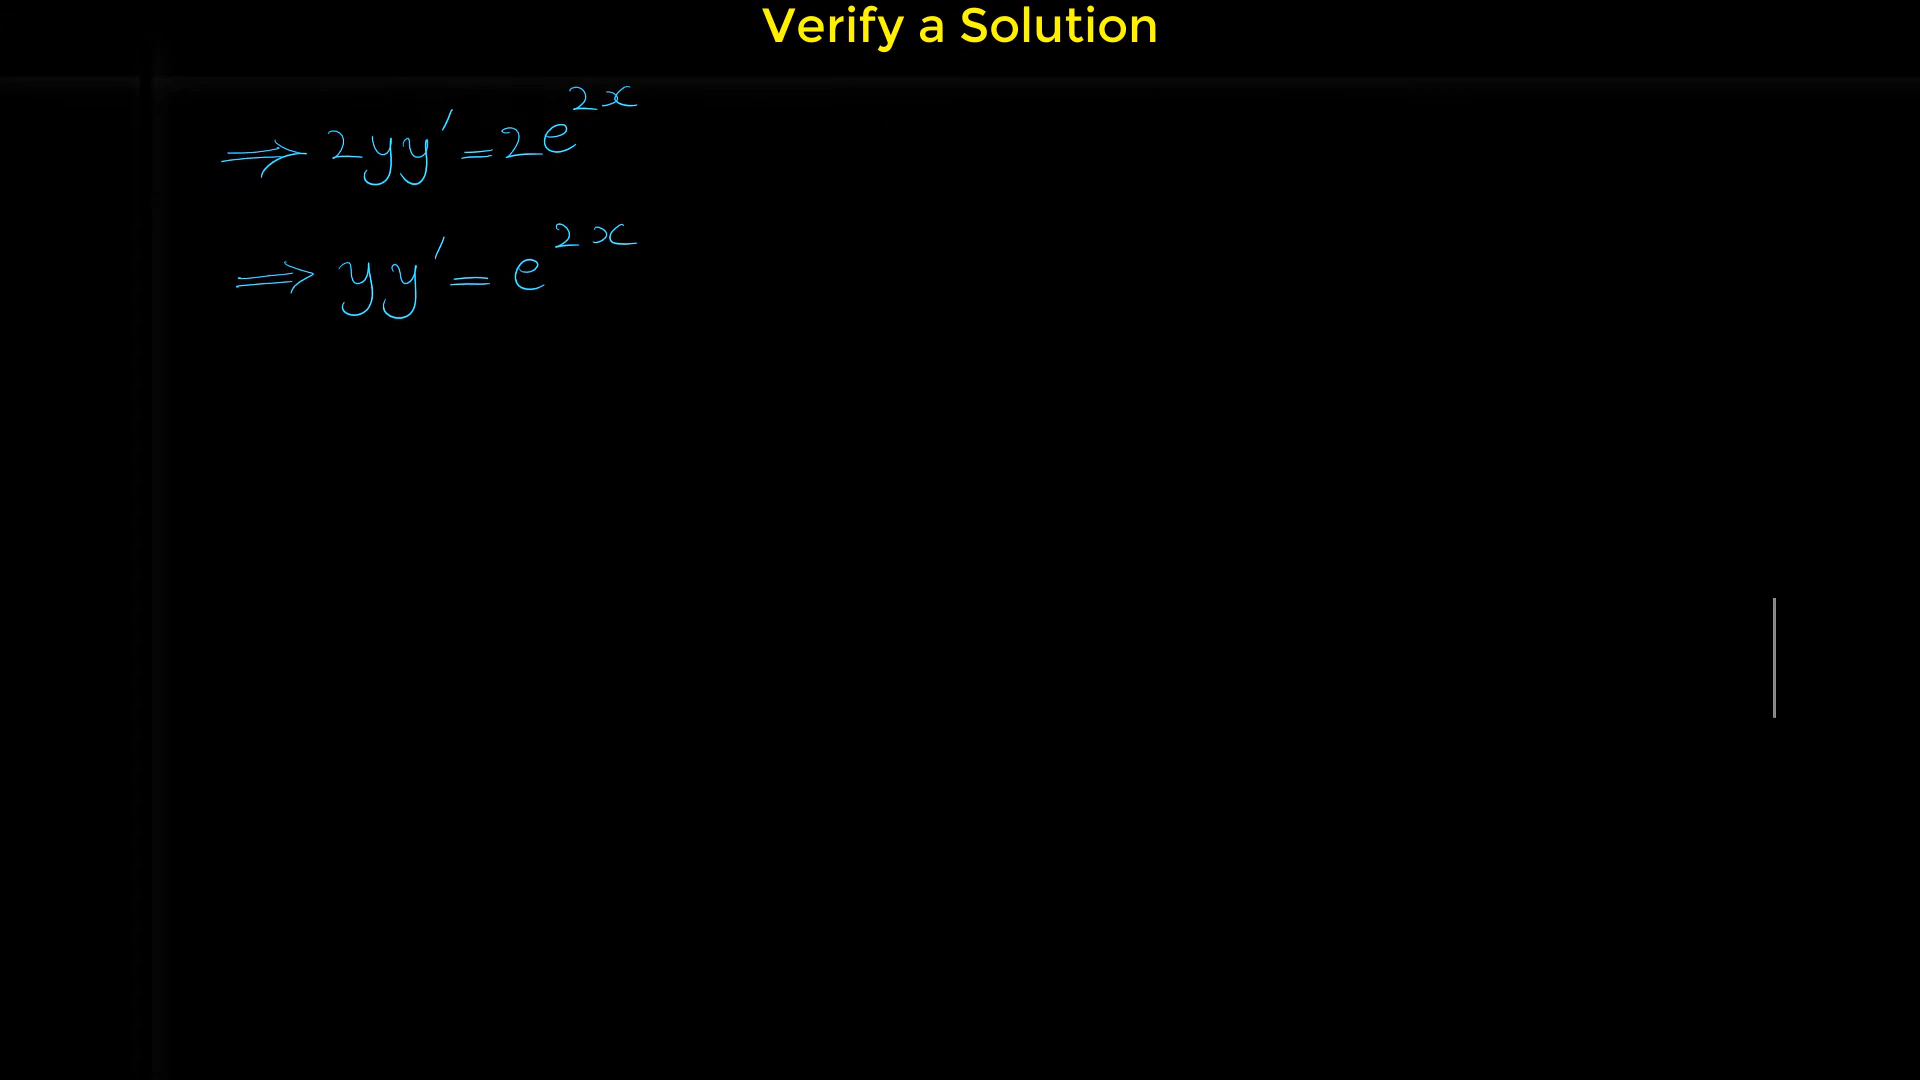 Verify a Solution
⟹ 2yy′ = 2e^{2x}
⟹ yy′ = e^{2x}